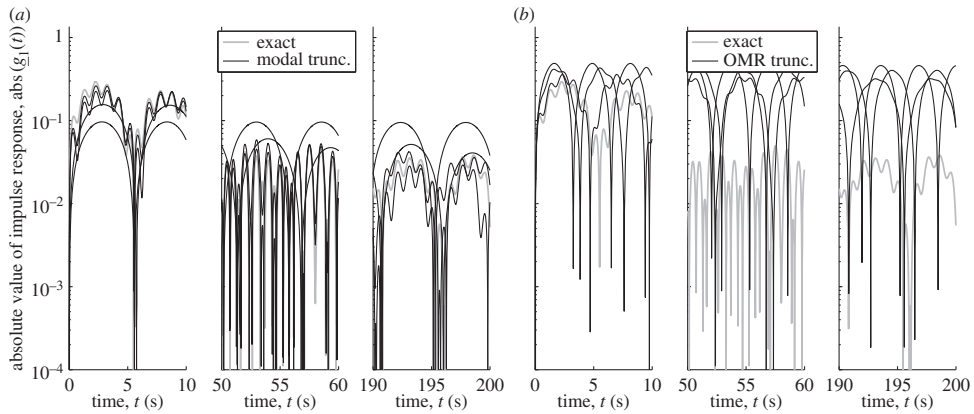 (a)
absolute value of impulse response, abs (g1(t))
1
10−1
10−2
10−3
10−4
exact
modal trunc.
0 5 10
50 55 60
190 195 200
time, t (s)
time, t (s)
time, t (s)
(b)
exact
OMR trunc.
0 5 10
50 55 60
190 195 200
time, t (s)
time, t (s)
time, t (s)